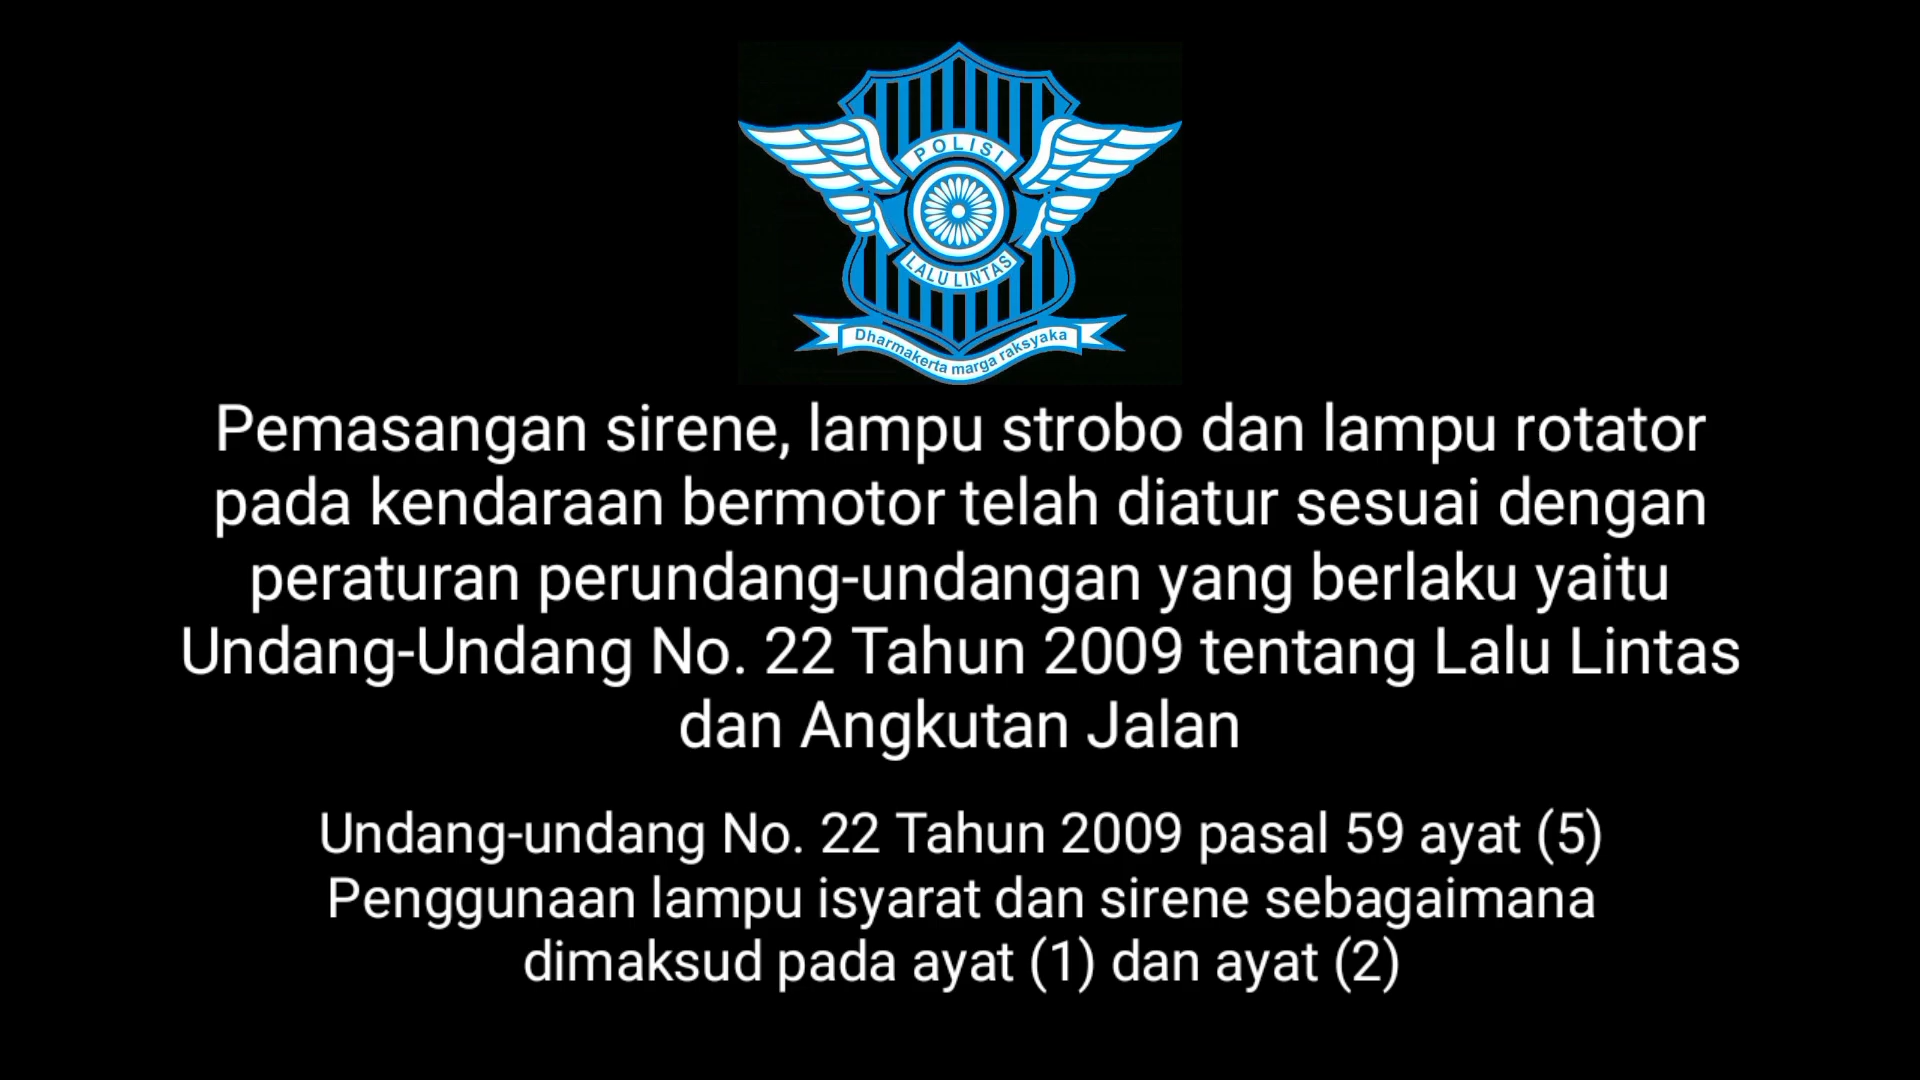 POLISI
LALU LINTAS
Dharmakerta marga raksyaka
Pemasangan sirene, lampu strobo dan lampu rotator
pada kendaraan bermotor telah diatur sesuai dengan
peraturan perundang-undangan yang berlaku yaitu
Undang-Undang No. 22 Tahun 2009 tentang Lalu Lintas
dan Angkutan Jalan
Undang-undang No. 22 Tahun 2009 pasal 59 ayat (5)
Penggunaan lampu isyarat dan sirene sebagaimana
dimaksud pada ayat (1) dan ayat (2)